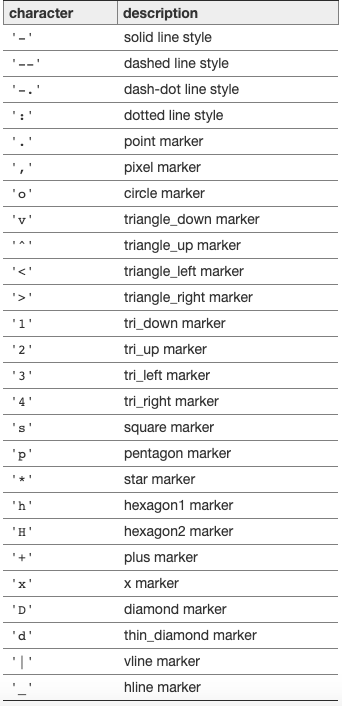 character description
'-' solid line style
'--' dashed line style
'-.' dash-dot line style
':' dotted line style
'.' point marker
',' pixel marker
'o' circle marker
'v' triangle_down marker
'^' triangle_up marker
'<' triangle_left marker
'>' triangle_right marker
'1' tri_down marker
'2' tri_up marker
'3' tri_left marker
'4' tri_right marker
's' square marker
'p' pentagon marker
'*' star marker
'h' hexagon1 marker
'H' hexagon2 marker
'+' plus marker
'x' x marker
'D' diamond marker
'd' thin_diamond marker
'|' vline marker
'_' hline marker